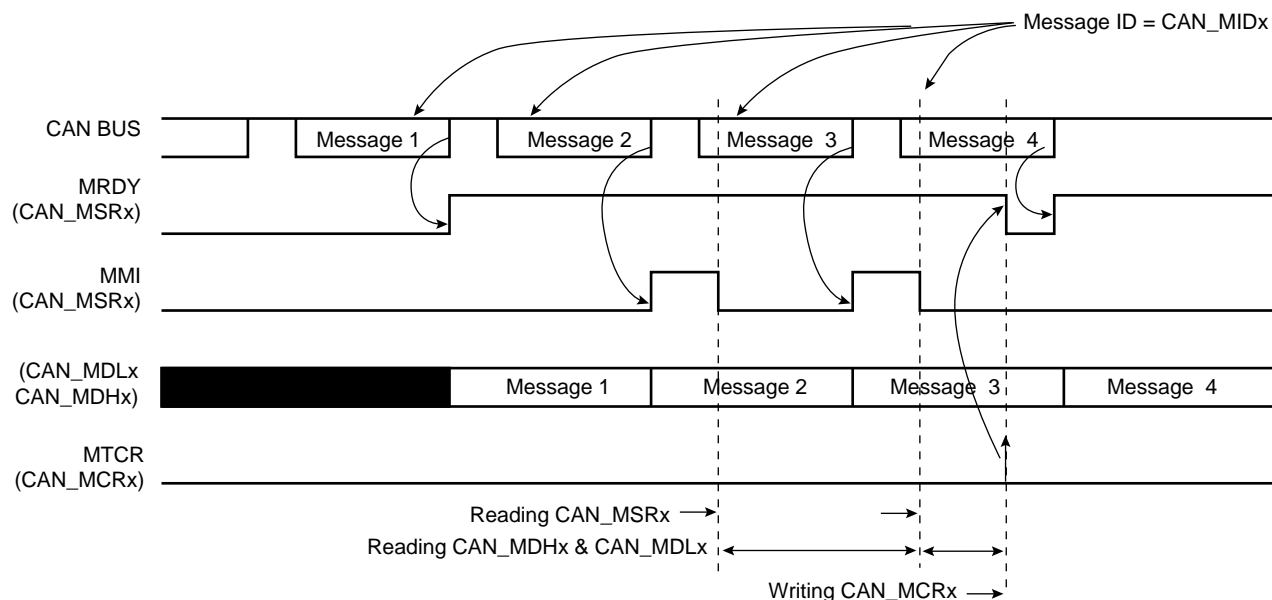 Message ID = CAN_MIDx
CAN BUS
Message 1
Message 2
Message 3
Message 4
MRDY
(CAN_MSRx)
MMI
(CAN_MSRx)
(CAN_MDLx
CAN_MDHx)
Message 1
Message 2
Message 3
Message 4
MTCR
(CAN_MCRx)
Reading CAN_MSRx
Reading CAN_MDHx & CAN_MDLx
Writing CAN_MCRx